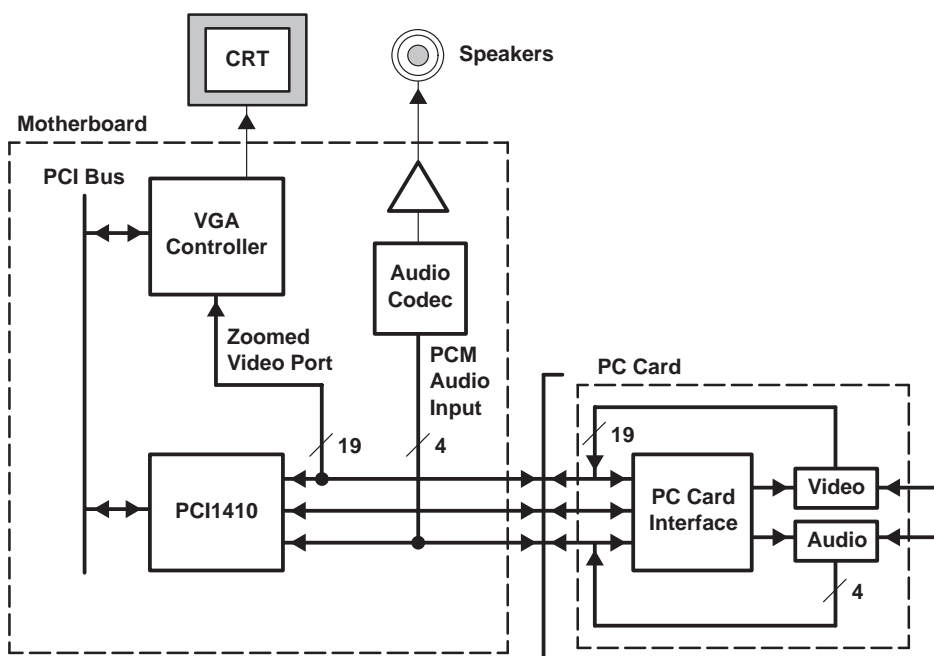 CRT
Speakers
Motherboard
PCI Bus
VGA
Controller
Audio
Codec
Zoomed
Video Port
PCM
Audio
Input
PC Card
19
4
19
PCI1410
PC Card
Interface
Video
Audio
4